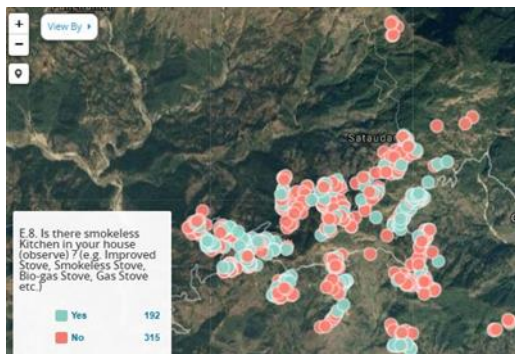 +
−
View By
Satauda
E.8. Is there smokeless
Kitchen in your house
(observe) ? (e.g. Improved
Stove, Smokeless Stove,
Bio-gas Stove, Gas Stove
etc.)
Yes 192
No 315